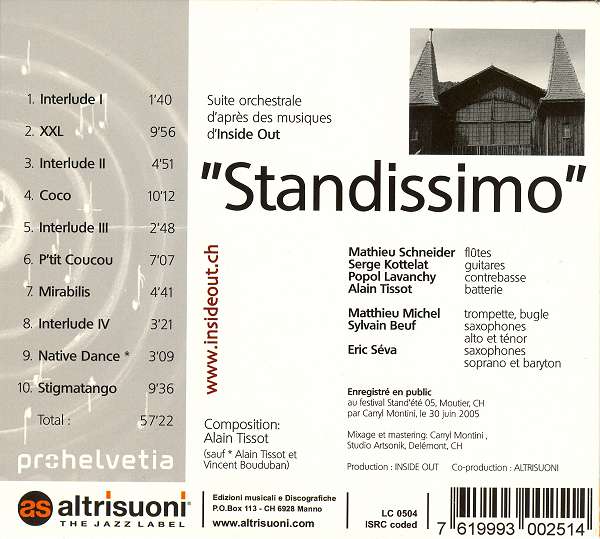 1. Interlude I 1'40
2. XXL 9'56
3. Interlude II 4'51
4. Coco 10'12
5. Interlude III 2'48
6. P'tit Coucou 7'07
7. Mirabilis 4'41
8. Interlude IV 3'21
9. Native Dance * 3'09
10. Stigmatango 9'36
Total : 57'22
prohelvetia
Suite orchestrale
d'après des musiques
d'Inside Out
"Standissimo"
www.insideout.ch
Mathieu Schneider flûtes
Serge Kottelat guitares
Popol Lavanchy contrebasse
Alain Tissot batterie
Matthieu Michel trompette, bugle
Sylvain Beuf saxophones
alto et ténor
Eric Séva saxophones
soprano et baryton
Enregistré en public
au festival Stand'été 05, Moutier, CH
par Carryl Montini, le 30 juin 2005
Mixage et mastering: Carryl Montini ,
Studio Artsonik, Delémont, CH
Production : INSIDE OUT Co-production : ALTRISUONI
Composition:
Alain Tissot
(sauf * Alain Tissot et
Vincent Bouduban)
as altrisuoni
THE JAZZ LABEL
Edizioni musicali e Discografiche
P.O.Box 113 - CH 6928 Manno
www.altrisuoni.com
LC 0504
ISRC coded
7 619993 002514